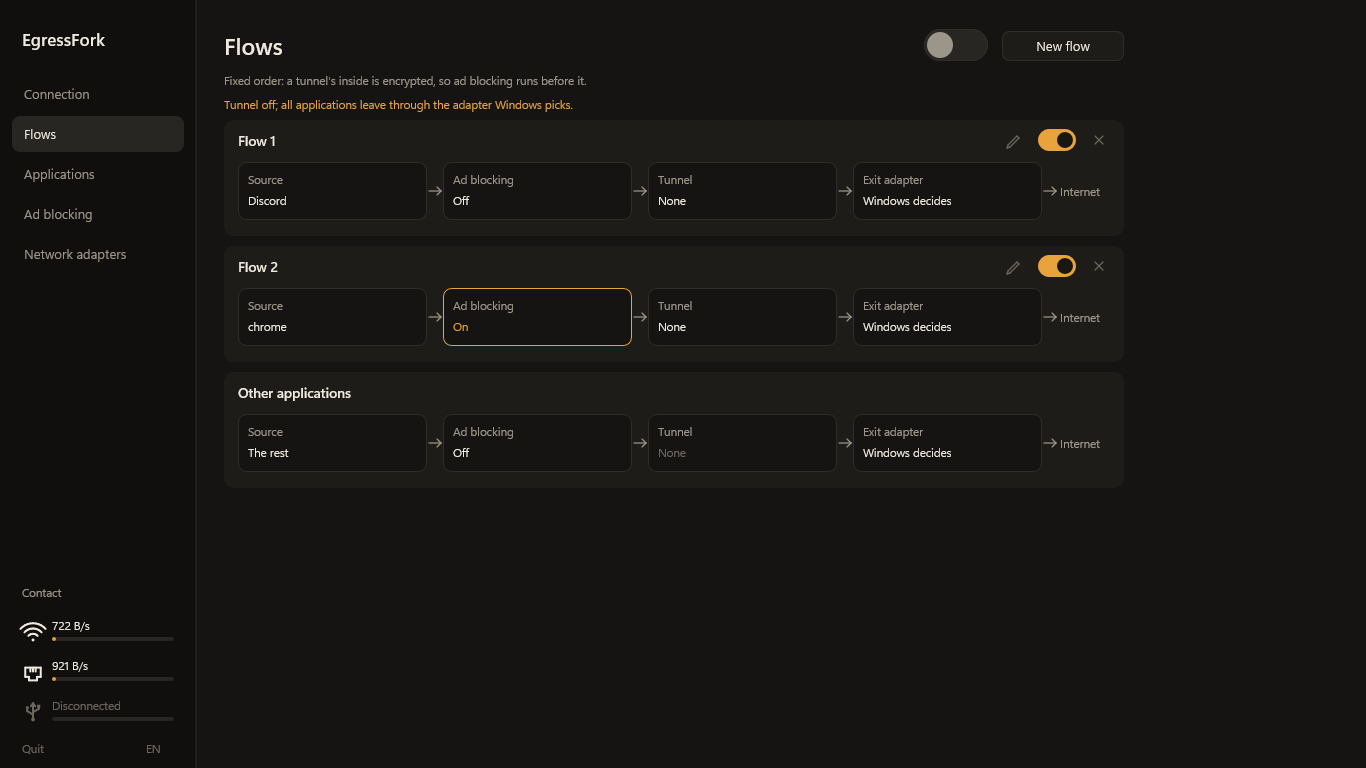 EgressFork
Connection
Flows
Applications
Ad blocking
Network adapters
Contact
722 B/s
921 B/s
Disconnected
Quit
EN
Flows
New flow
Fixed order: a tunnel's inside is encrypted, so ad blocking runs before it.
Tunnel off; all applications leave through the adapter Windows picks.
Flow 1
Source
Discord
Ad blocking
Off
Tunnel
None
Exit adapter
Windows decides
Internet
Flow 2
Source
chrome
Ad blocking
On
Tunnel
None
Exit adapter
Windows decides
Internet
Other applications
Source
The rest
Ad blocking
Off
Tunnel
None
Exit adapter
Windows decides
Internet